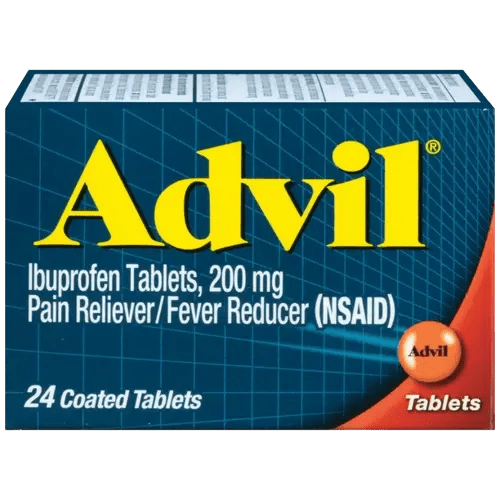 Advil®
Ibuprofen Tablets, 200 mg
Pain Reliever/Fever Reducer (NSAID)
Advil
24 Coated Tablets
Tablets